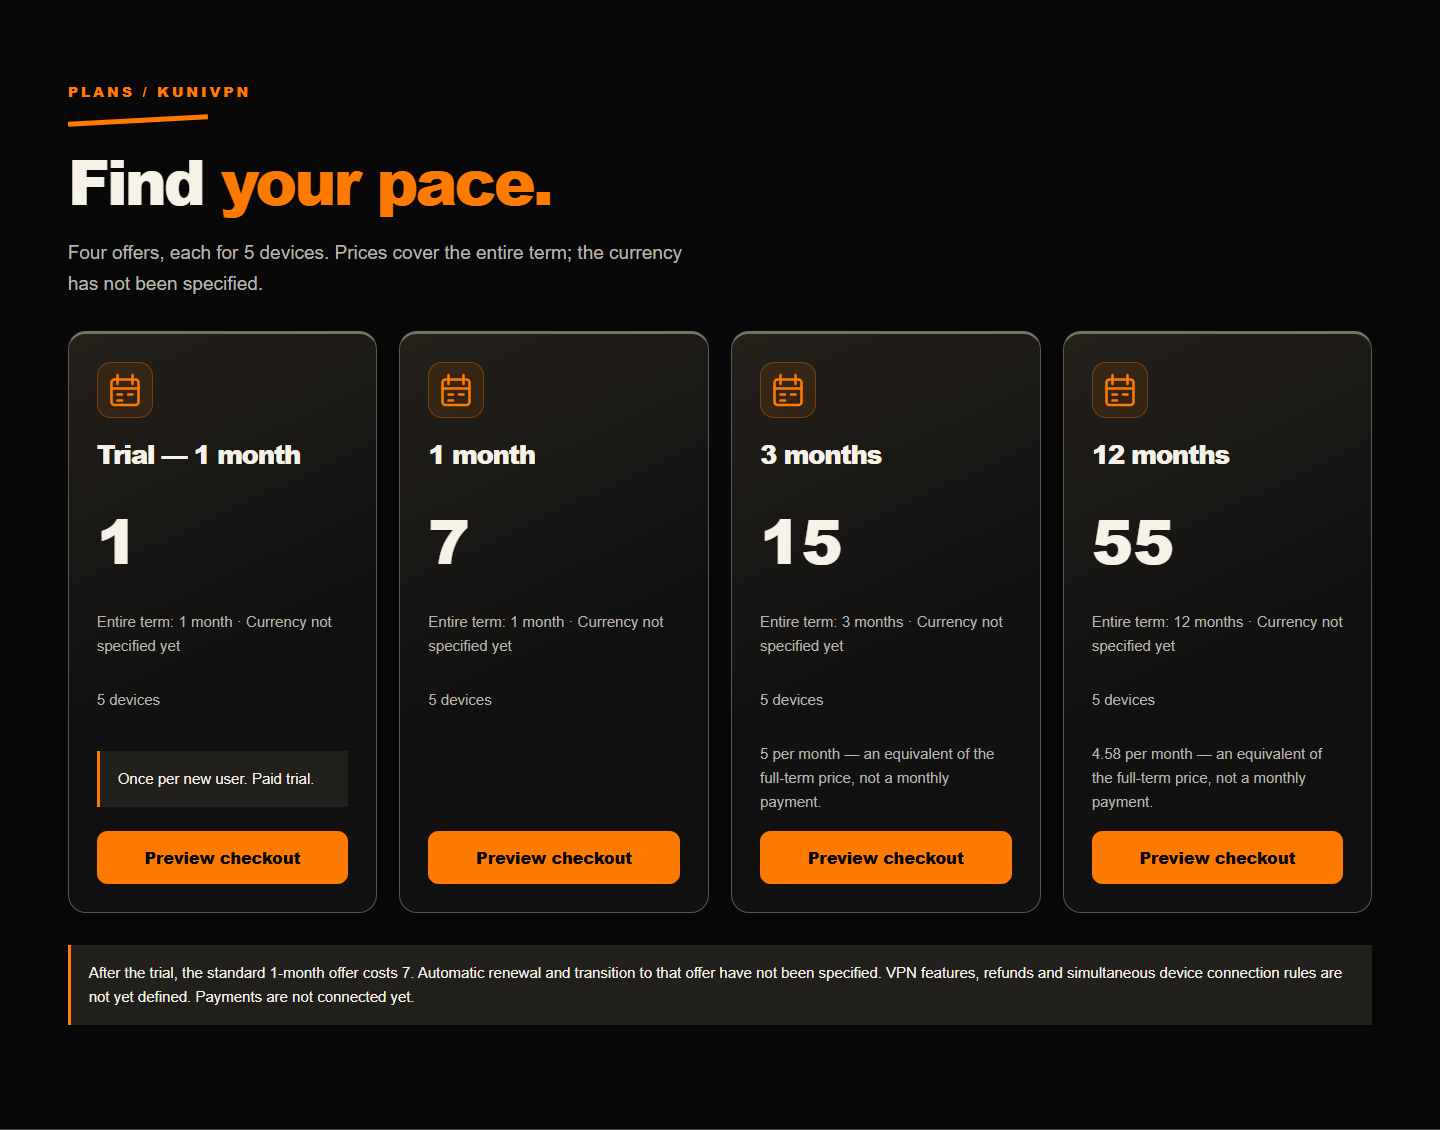 PLANS / KUNIVPN
Find your pace.
Four offers, each for 5 devices. Prices cover the entire term; the currency
has not been specified.
Trial — 1 month
1
Entire term: 1 month · Currency not
specified yet
5 devices
Once per new user. Paid trial.
Preview checkout
1 month
7
Entire term: 1 month · Currency not
specified yet
5 devices
Preview checkout
3 months
15
Entire term: 3 months · Currency not
specified yet
5 devices
5 per month — an equivalent of the
full-term price, not a monthly
payment.
Preview checkout
12 months
55
Entire term: 12 months · Currency not
specified yet
5 devices
4.58 per month — an equivalent of
the full-term price, not a monthly
payment.
Preview checkout
After the trial, the standard 1-month offer costs 7. Automatic renewal and transition to that offer have not been specified. VPN features, refunds and simultaneous device connection rules are
not yet defined. Payments are not connected yet.